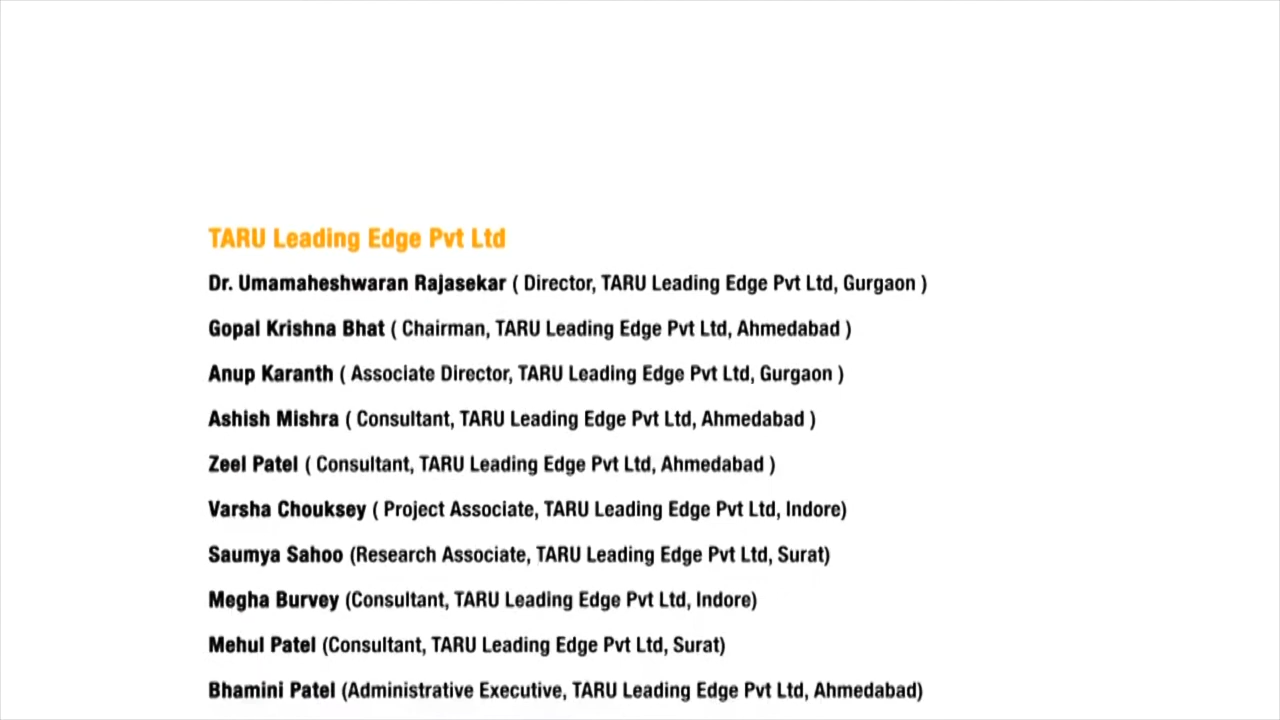 TARU Leading Edge Pvt Ltd
Dr. Umamaheshwaran Rajasekar ( Director, TARU Leading Edge Pvt Ltd, Gurgaon )
Gopal Krishna Bhat ( Chairman, TARU Leading Edge Pvt Ltd, Ahmedabad )
Anup Karanth ( Associate Director, TARU Leading Edge Pvt Ltd, Gurgaon )
Ashish Mishra ( Consultant, TARU Leading Edge Pvt Ltd, Ahmedabad )
Zeel Patel ( Consultant, TARU Leading Edge Pvt Ltd, Ahmedabad )
Varsha Chouksey ( Project Associate, TARU Leading Edge Pvt Ltd, Indore)
Saumya Sahoo (Research Associate, TARU Leading Edge Pvt Ltd, Surat)
Megha Burvey (Consultant, TARU Leading Edge Pvt Ltd, Indore)
Mehul Patel (Consultant, TARU Leading Edge Pvt Ltd, Surat)
Bhamini Patel (Administrative Executive, TARU Leading Edge Pvt Ltd, Ahmedabad)